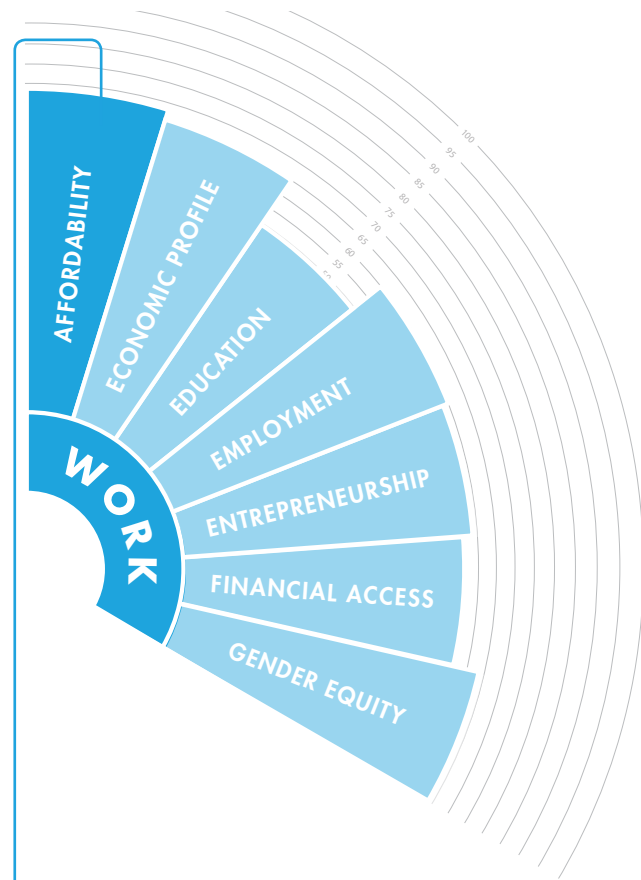 100
95
90
85
80
75
70
65
60
55
50
AFFORDABILITY
ECONOMIC PROFILE
EDUCATION
EMPLOYMENT
ENTREPRENEURSHIP
FINANCIAL ACCESS
GENDER EQUITY
WORK